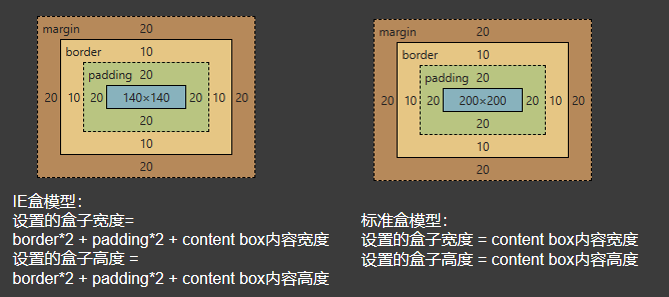 margin 20
border 10
padding 20
20 10 20 140×140 20 10 20
20
10
20
IE盒模型：
设置的盒子宽度=
border*2 + padding*2 + content box内容宽度
设置的盒子高度 =
border*2 + padding*2 + content box内容高度
margin 20
border 10
padding 20
20 10 20 200×200 20 10 20
20
10
20
标准盒模型：
设置的盒子宽度 = content box内容宽度
设置的盒子高度 = content box内容高度